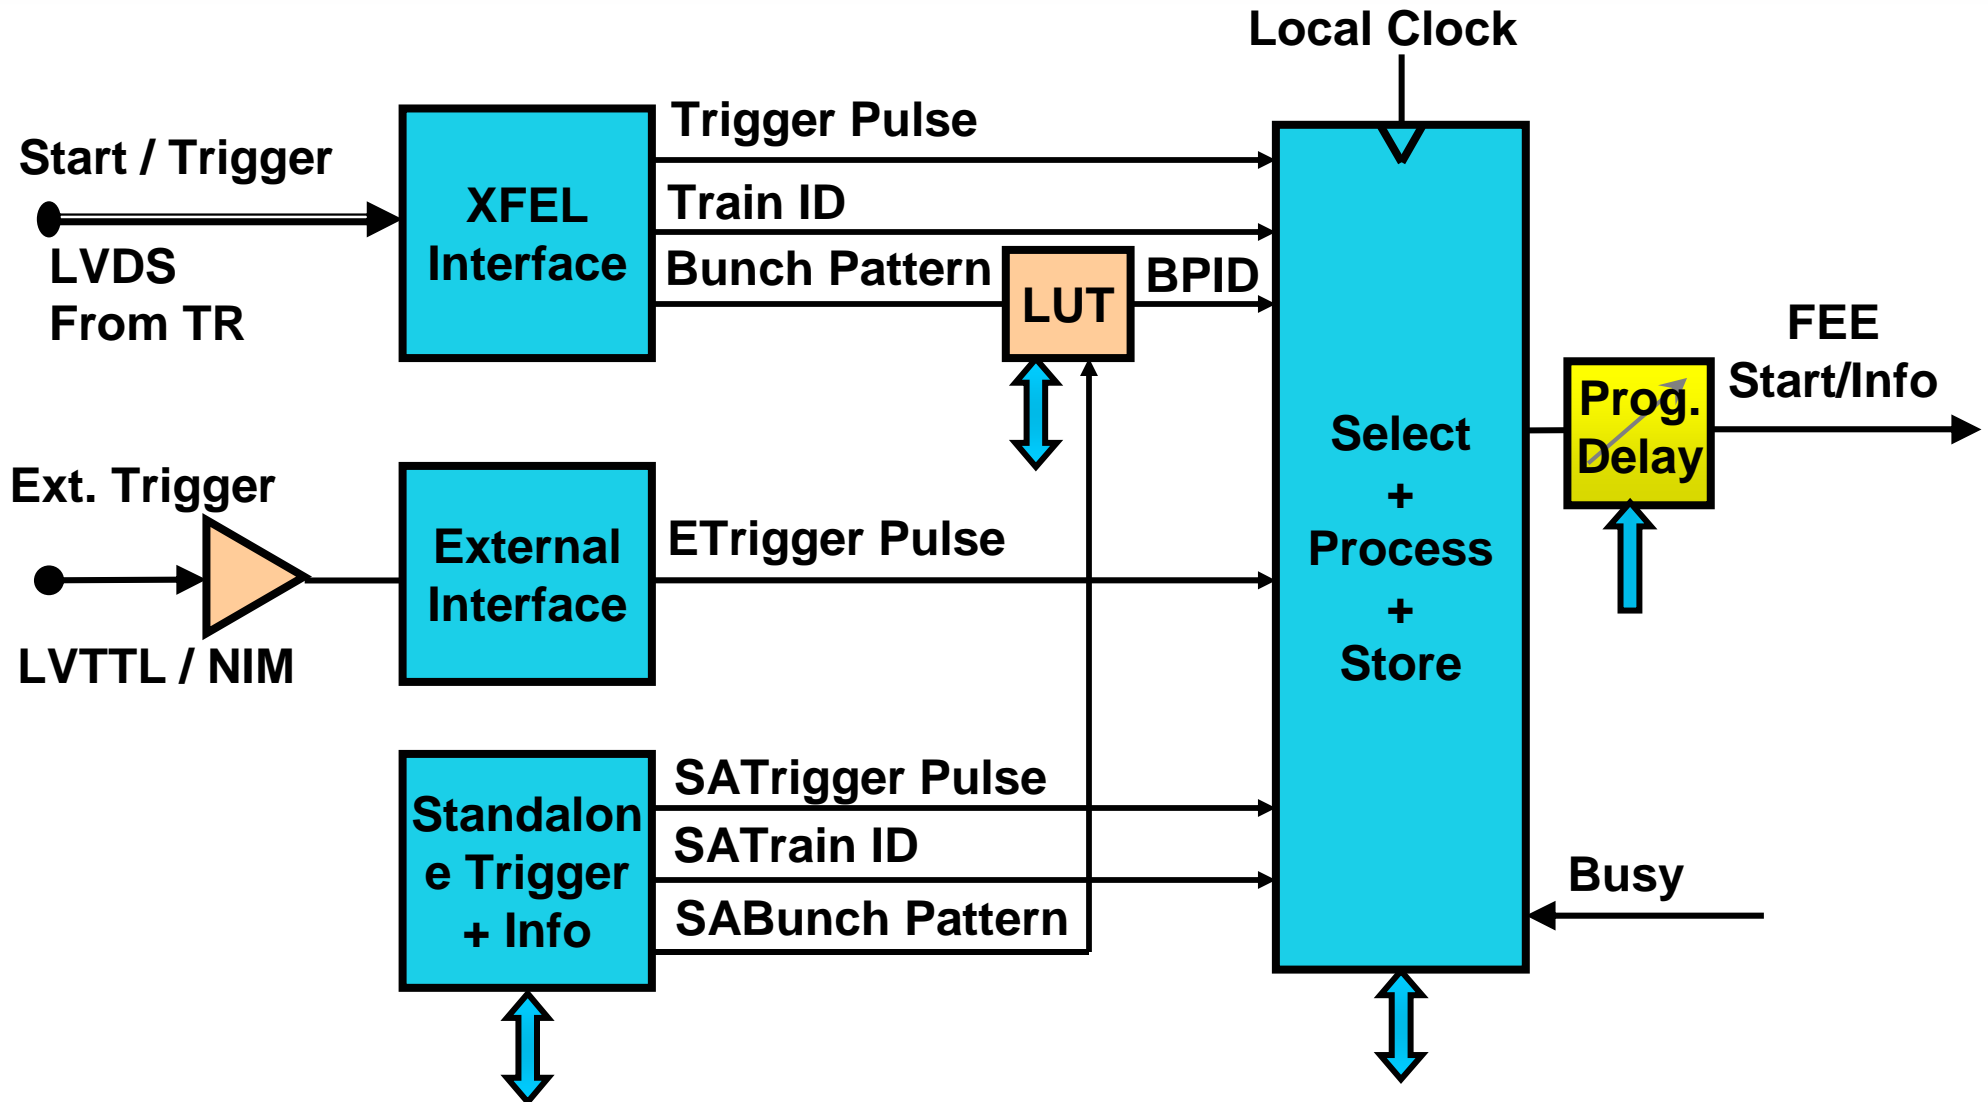 Local Clock
Start / Trigger
LVDS
From TR
XFEL
Interface
Trigger Pulse
Train ID
Bunch Pattern
LUT
BPID
Ext. Trigger
LVTTL / NIM
External
Interface
ETrigger Pulse
Standalon
e Trigger
+ Info
SATrigger Pulse
SATrain ID
SABunch Pattern
Select
+
Process
+
Store
Prog.
Delay
FEE
Start/Info
Busy